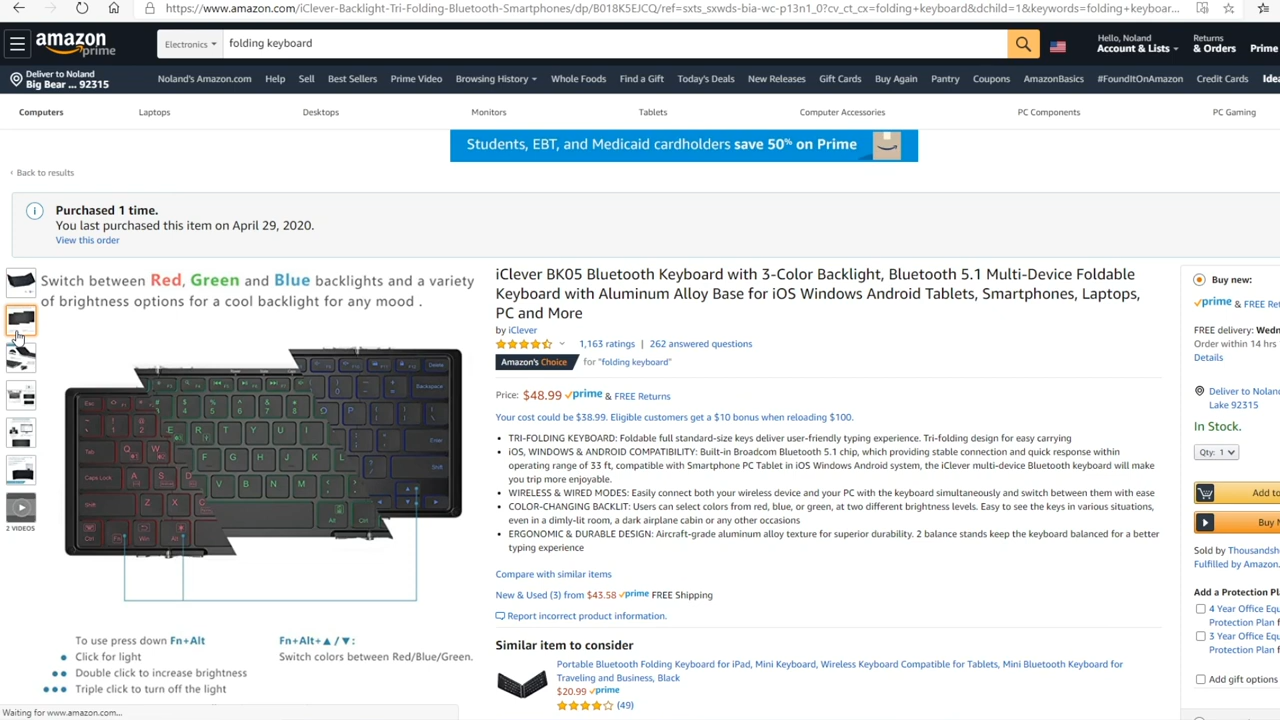 https://www.amazon.com/iClever-Backlight-Tri-Folding-Bluetooth-Smartphones/dp/B018K5EJCQ/ref=sxts_sxwds-bia-wc-p13n1_0?cv_ct_cx=folding+keyboard&dchild=1&keywords=folding+keyboar...
amazon prime
Electronics
folding keyboard
Hello, Noland
Account & Lists
Returns
& Orders
Prime
Deliver to Noland
Big Bear ... 92315
Noland's Amazon.com Help Sell Best Sellers Prime Video Browsing History Whole Foods Find a Gift Today's Deals New Releases Gift Cards Buy Again Pantry Coupons AmazonBasics #FoundItOnAmazon Credit Cards Idea
Computers Laptops Desktops Monitors Tablets Computer Accessories PC Components PC Gaming
Students, EBT, and Medicaid cardholders save 50% on Prime
‹ Back to results
Purchased 1 time.
You last purchased this item on April 29, 2020.
View this order
Switch between Red, Green and Blue backlights and a variety
of brightness options for a cool backlight for any mood .
To use press down Fn+Alt
Click for light
Double click to increase brightness
Triple click to turn off the light
Fn+Alt+▲ / ▼:
Switch colors between Red/Blue/Green.
2 VIDEOS
iClever BK05 Bluetooth Keyboard with 3-Color Backlight, Bluetooth 5.1 Multi-Device Foldable
Keyboard with Aluminum Alloy Base for iOS Windows Android Tablets, Smartphones, Laptops,
PC and More
by iClever
1,163 ratings | 262 answered questions
Amazon's Choice for "folding keyboard"
Price: $48.99 prime & FREE Returns
Your cost could be $38.99. Eligible customers get a $10 bonus when reloading $100.
• TRI-FOLDING KEYBOARD: Foldable full standard-size keys deliver user-friendly typing experience. Tri-folding design for easy carrying
• iOS, WINDOWS & ANDROID COMPATIBILITY: Built-in Broadcom Bluetooth 5.1 chip, which providing stable connection and quick response within
operating range of 33 ft, compatible with Smartphone PC Tablet in iOS Windows Android system, the iClever multi-device Bluetooth keyboard will make
you trip more enjoyable.
• WIRELESS & WIRED MODES: Easily connect both your wireless device and your PC with the keyboard simultaneously and switch between them with ease
• COLOR-CHANGING BACKLIT: Users can select colors from red, blue, or green, at two different brightness levels. Easy to see the keys in various situations,
even in a dimly-lit room, a dark airplane cabin or any other occasions
• ERGONOMIC & DURABLE DESIGN: Aircraft-grade aluminum alloy texture for superior durability. 2 balance stands keep the keyboard balanced for a better
typing experience
Compare with similar items
New & Used (3) from $43.58 prime FREE Shipping
Report incorrect product information.
Similar item to consider
Portable Bluetooth Folding Keyboard for iPad, Mini Keyboard, Wireless Keyboard Compatible for Tablets, Mini Bluetooth Keyboard for
Traveling and Business, Black
$20.99 prime
(49)
Buy new:
prime & FREE Ret
FREE delivery: Wedn
Order within 14 hrs
Details
Deliver to Noland
Lake 92315
In Stock.
Qty: 1
Add to
Buy N
Sold by Thousandsh
Fulfilled by Amazon.
Add a Protection Pl
4 Year Office Equ
Protection Plan f
3 Year Office Equ
Protection Plan f
Add gift options
Waiting for www.amazon.com...